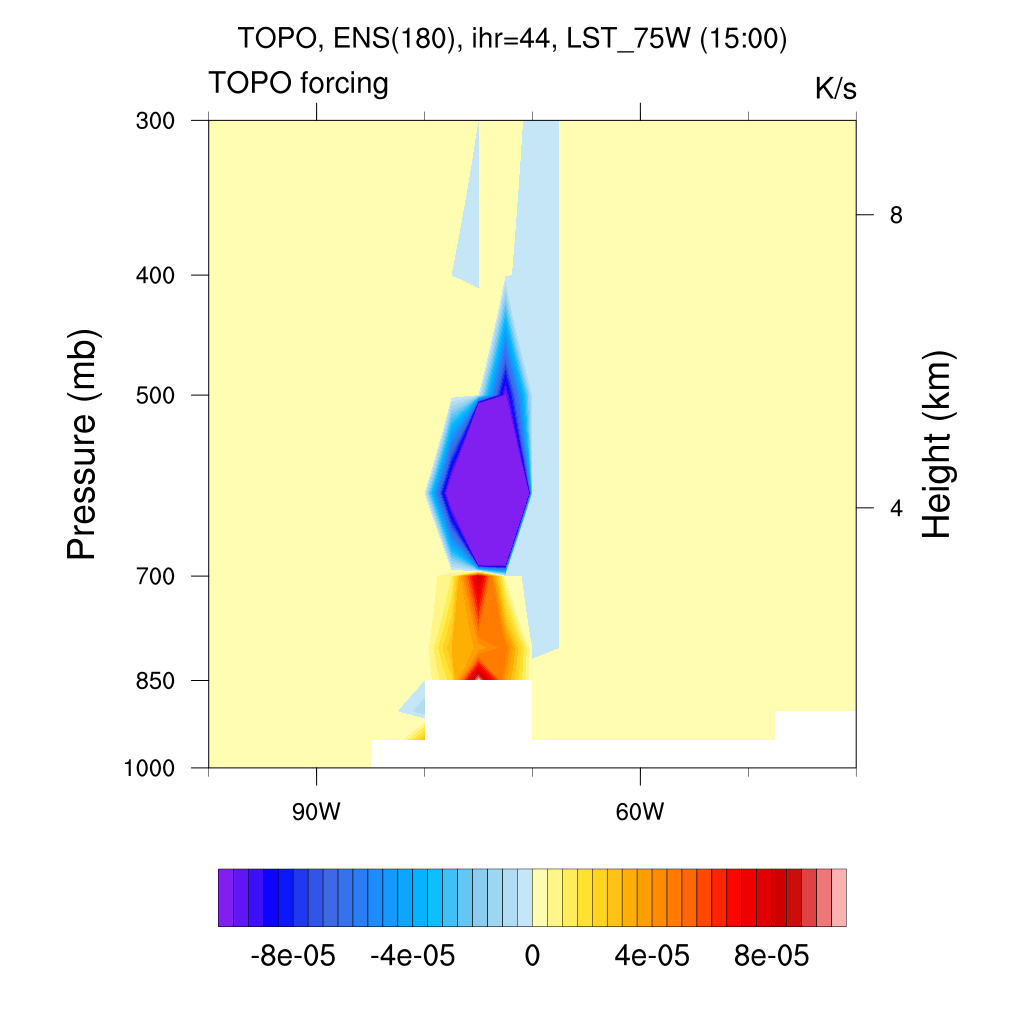 TOPO, ENS(180), ihr=44, LST_75W (15:00)
TOPO forcing
K/s
300
400
500
700
850
1000
Pressure (mb)
8
4
Height (km)
90W
60W
-8e-05
-4e-05
0
4e-05
8e-05